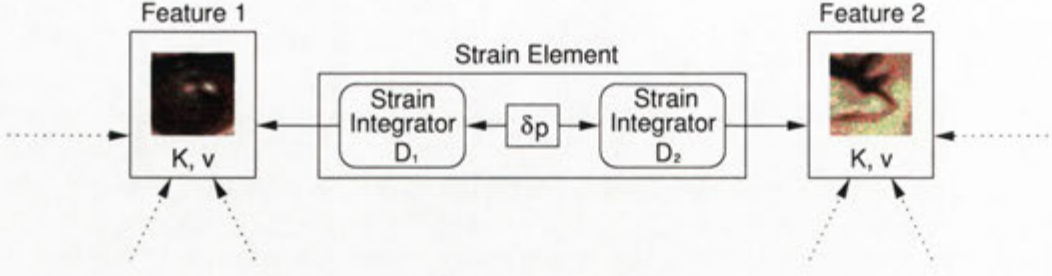 Feature 1
Feature 2
Strain Element
Strain
Integrator
D₁
δp
Strain
Integrator
D₂
K, v
K, v